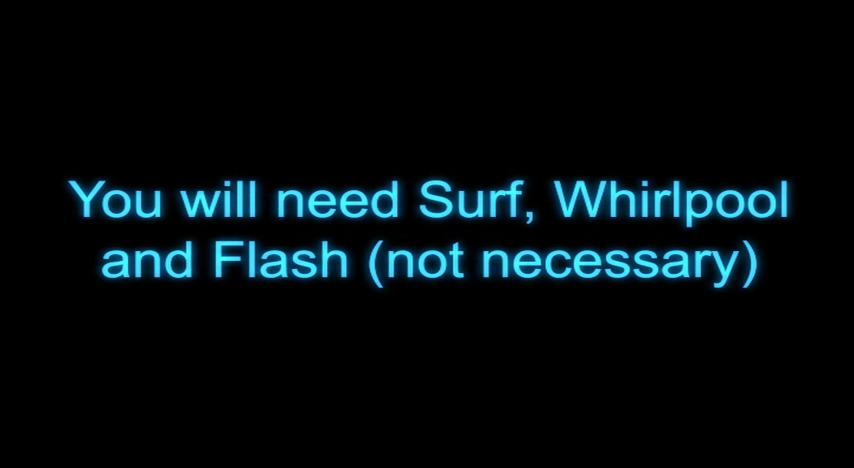 You will need Surf, Whirlpool
and Flash (not necessary)